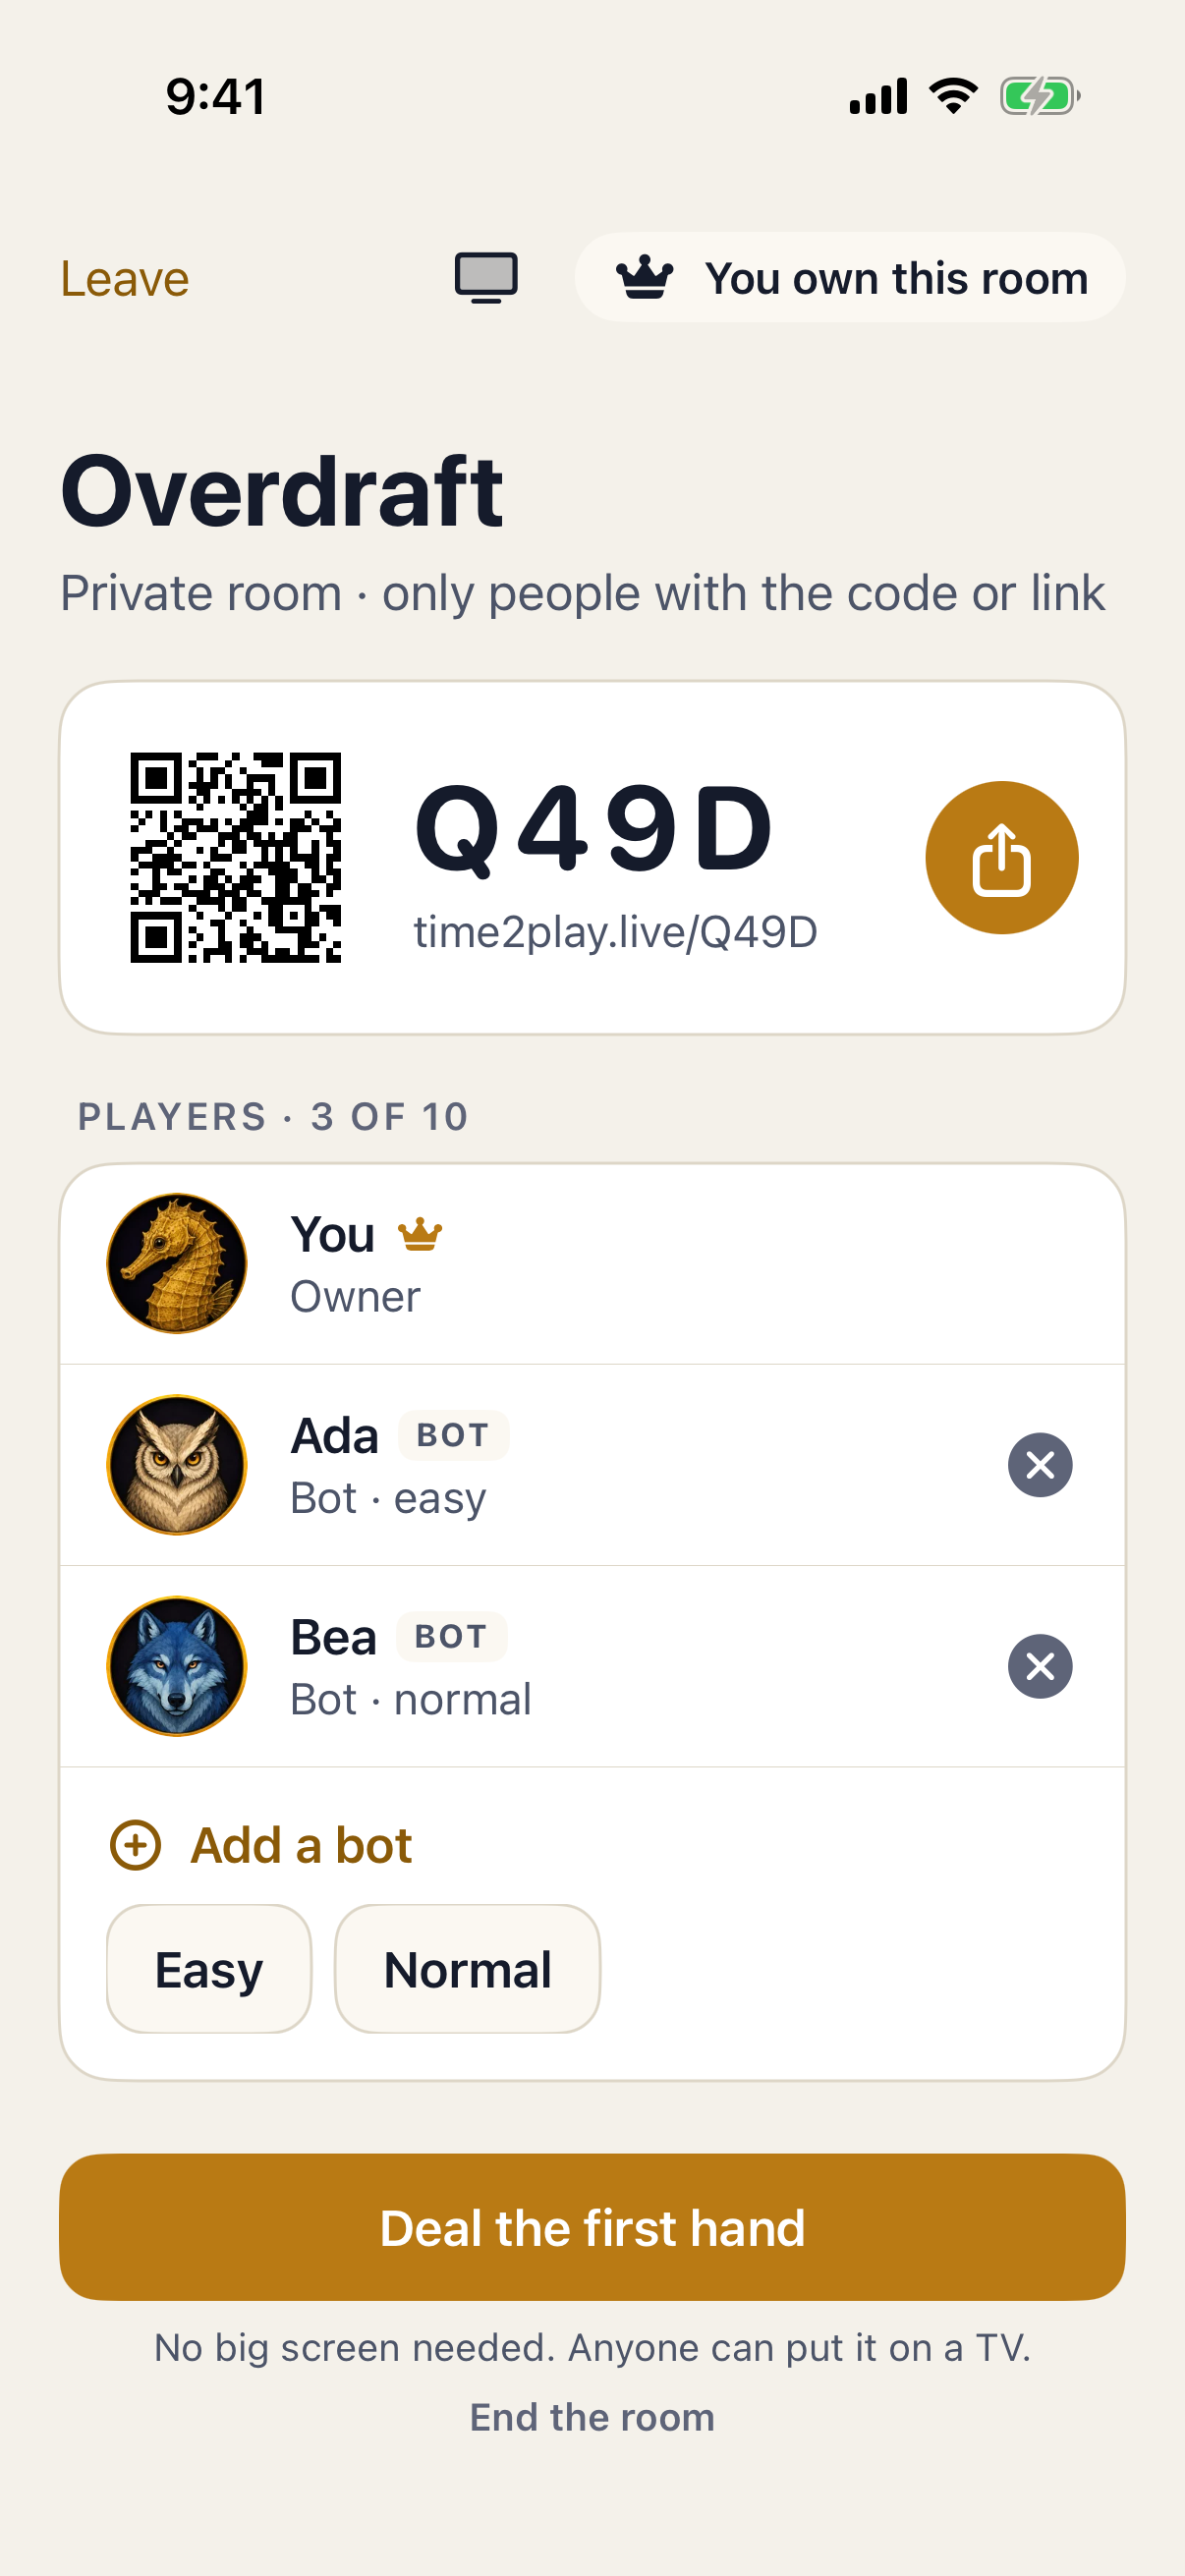 9:41
Leave
You own this room
Overdraft
Private room · only people with the code or link
Q49D
time2play.live/Q49D
PLAYERS · 3 OF 10
You
Owner
Ada BOT
Bot · easy
Bea BOT
Bot · normal
Add a bot
Easy Normal
Deal the first hand
No big screen needed. Anyone can put it on a TV.
End the room